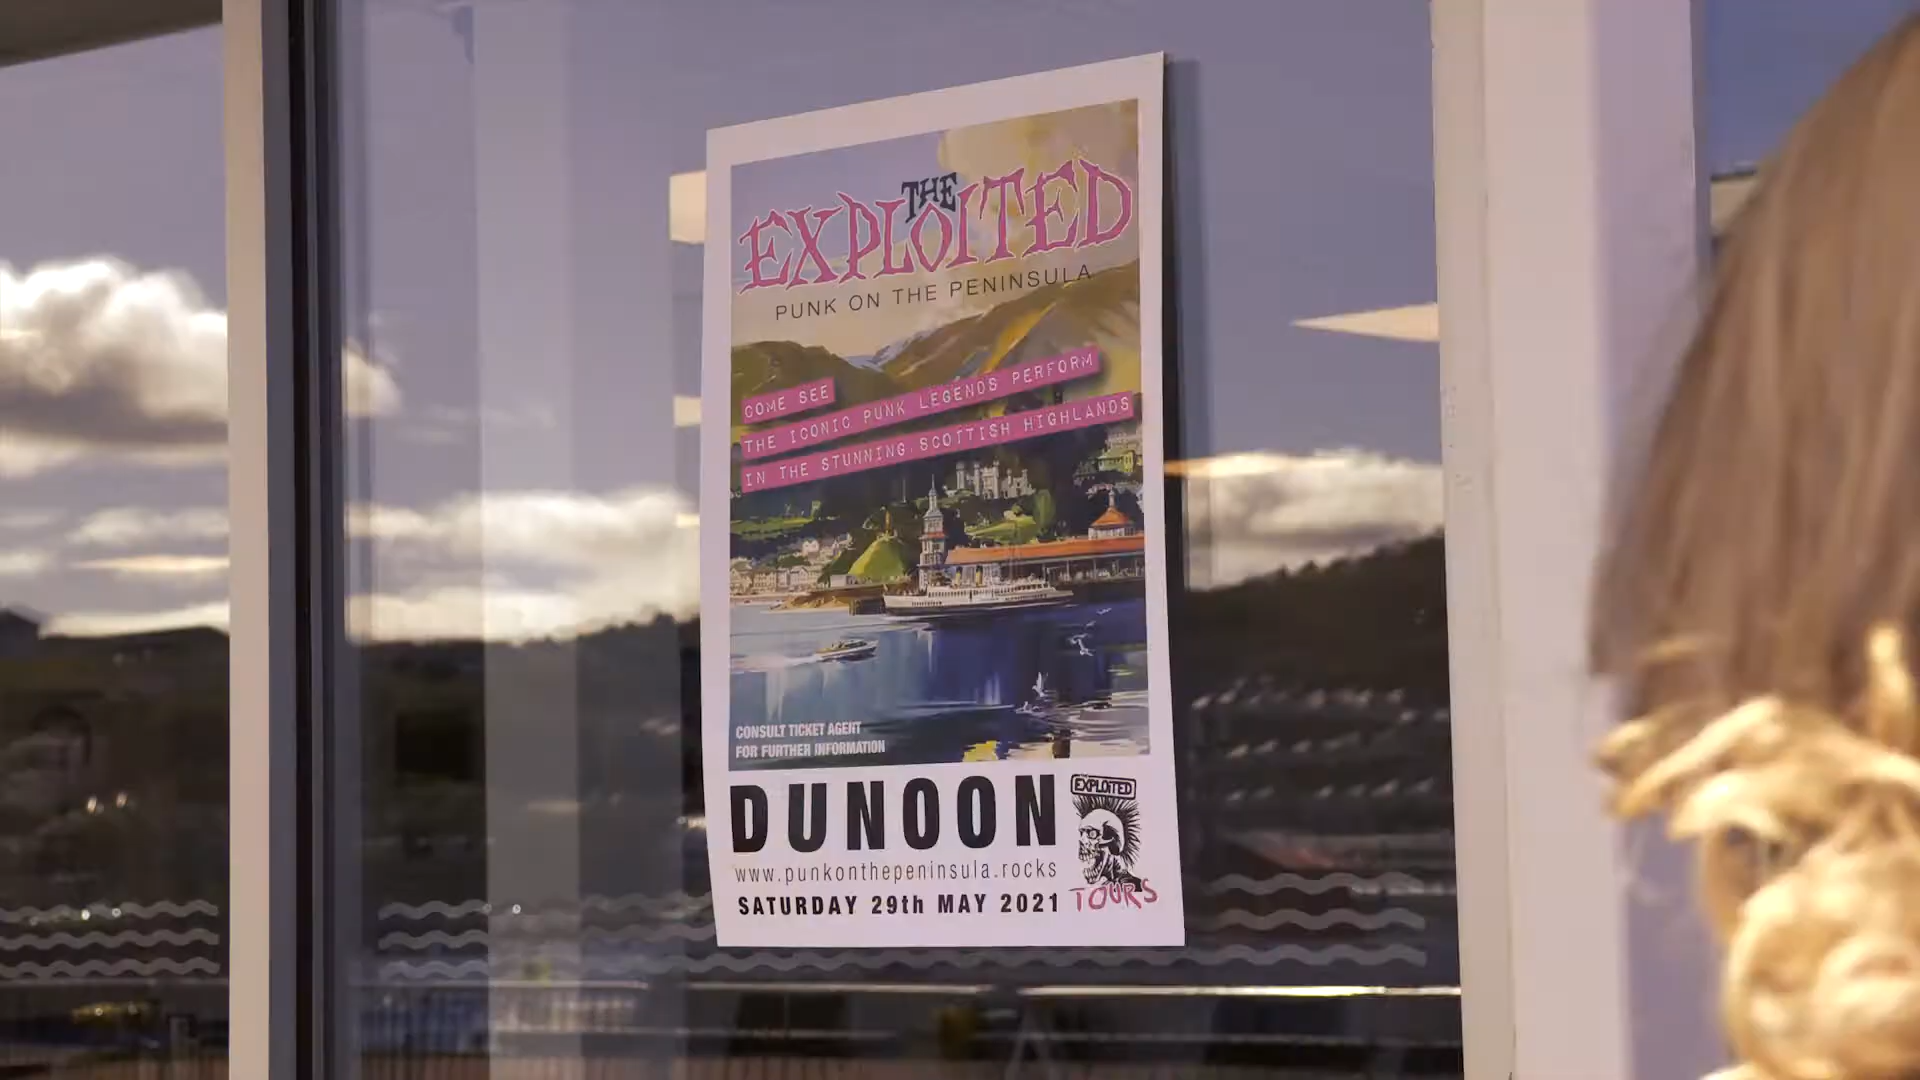 THE
EXPLOITED
PUNK ON THE PENINSULA
COME SEE
THE ICONIC PUNK LEGENDS PERFORM
IN THE STUNNING SCOTTISH HIGHLANDS
CONSULT TICKET AGENT
FOR FURTHER INFORMATION
DUNOON
EXPLOITED
www.punkonthepeninsula.rocks
TOURS
SATURDAY 29th MAY 2021